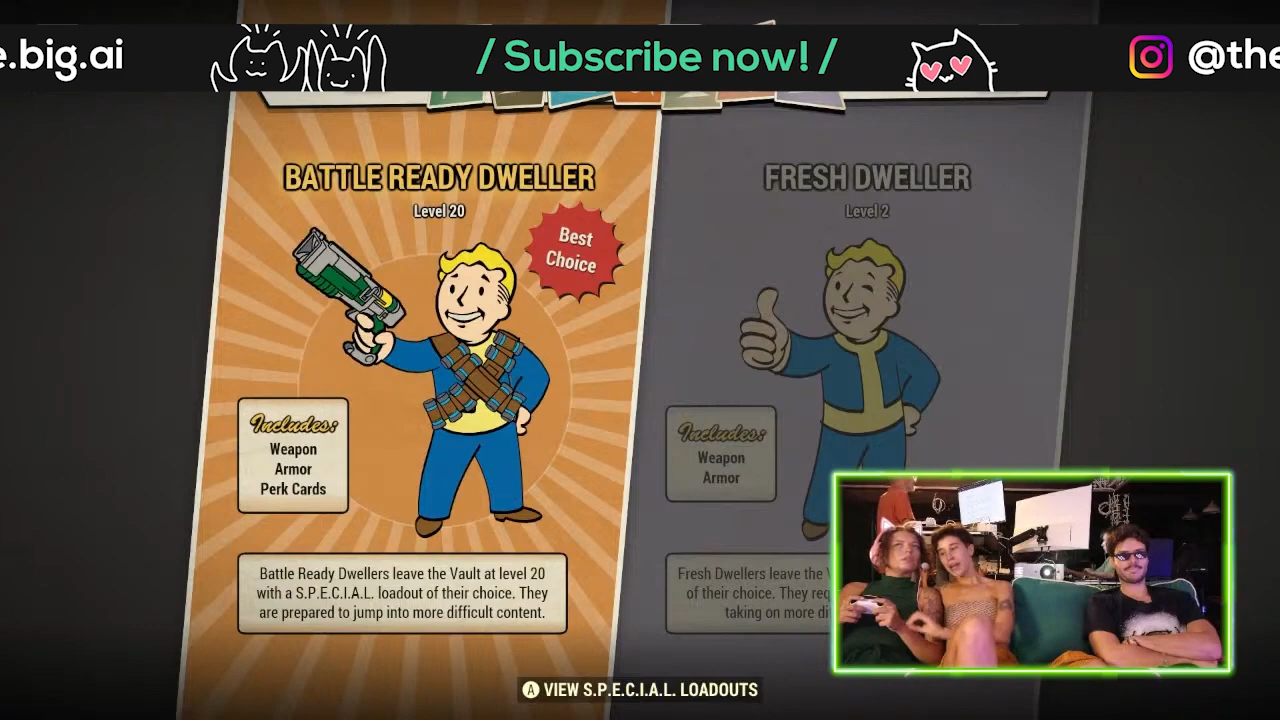 e.big.ai
/ Subscribe now! /
@the
BATTLE READY DWELLER
Level 20
Best
Choice
Includes:
Weapon
Armor
Perk Cards
Battle Ready Dwellers leave the Vault at level 20
with a S.P.E.C.I.A.L. loadout of their choice. They
are prepared to jump into more difficult content.
FRESH DWELLER
Level 2
Includes:
Weapon
Armor
Fresh Dwellers leave the V
of their choice. They req
taking on more di
A VIEW S.P.E.C.I.A.L. LOADOUTS